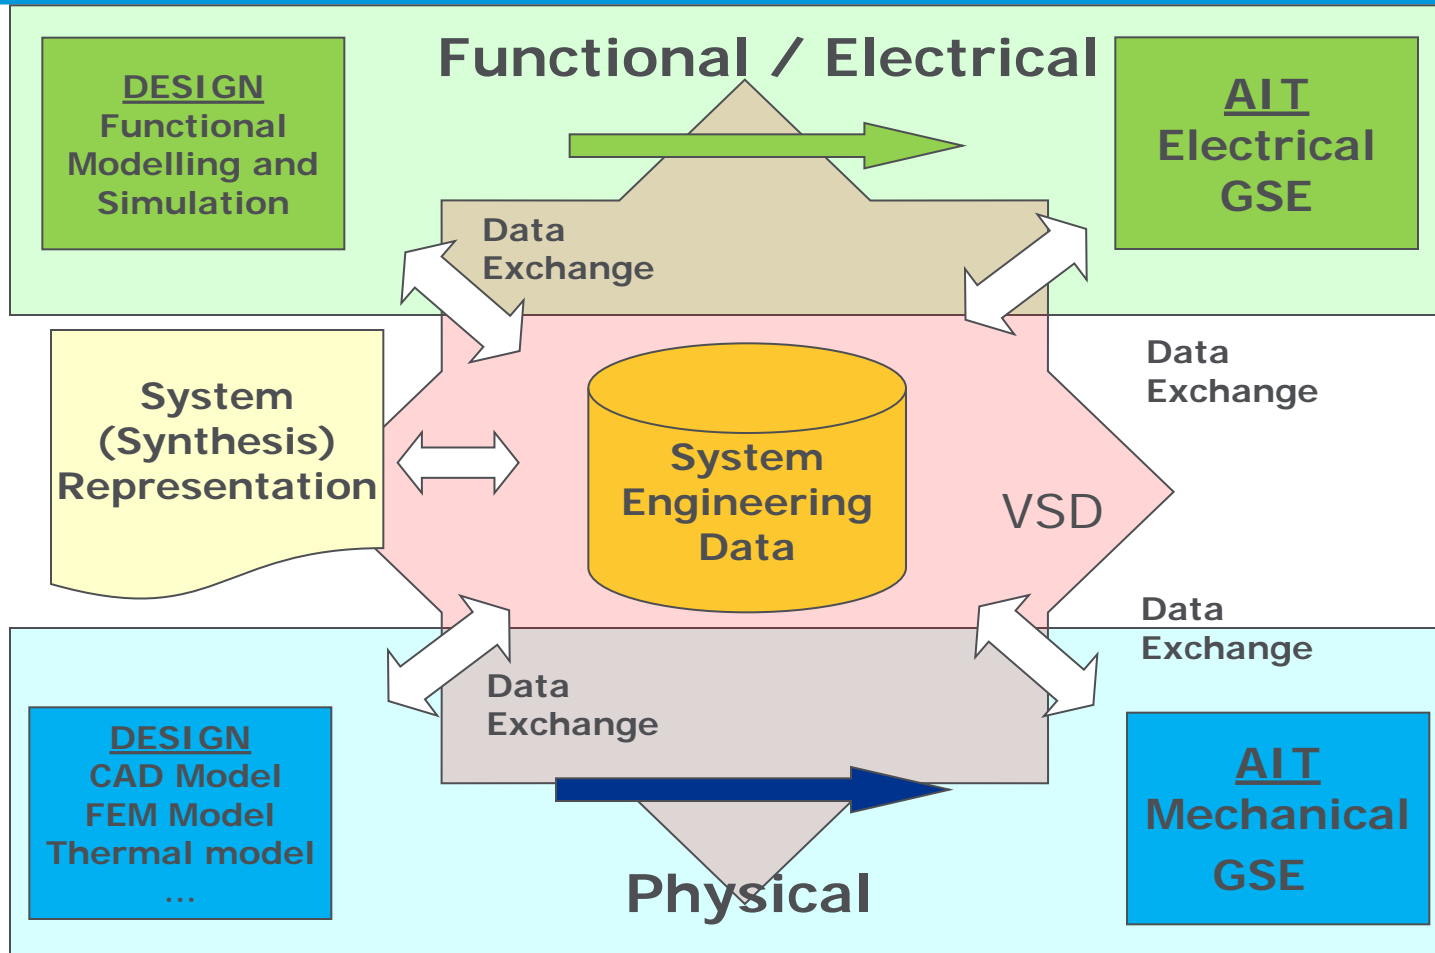 Functional / Electrical
DESIGN
Functional
Modelling and
Simulation
AIT
Electrical
GSE
Data
Exchange
Data
Exchange
System
(Synthesis)
Representation
System
Engineering
Data
VSD
Data
Exchange
Data
Exchange
DESIGN
CAD Model
FEM Model
Thermal model
...
AIT
Mechanical
GSE
Physical